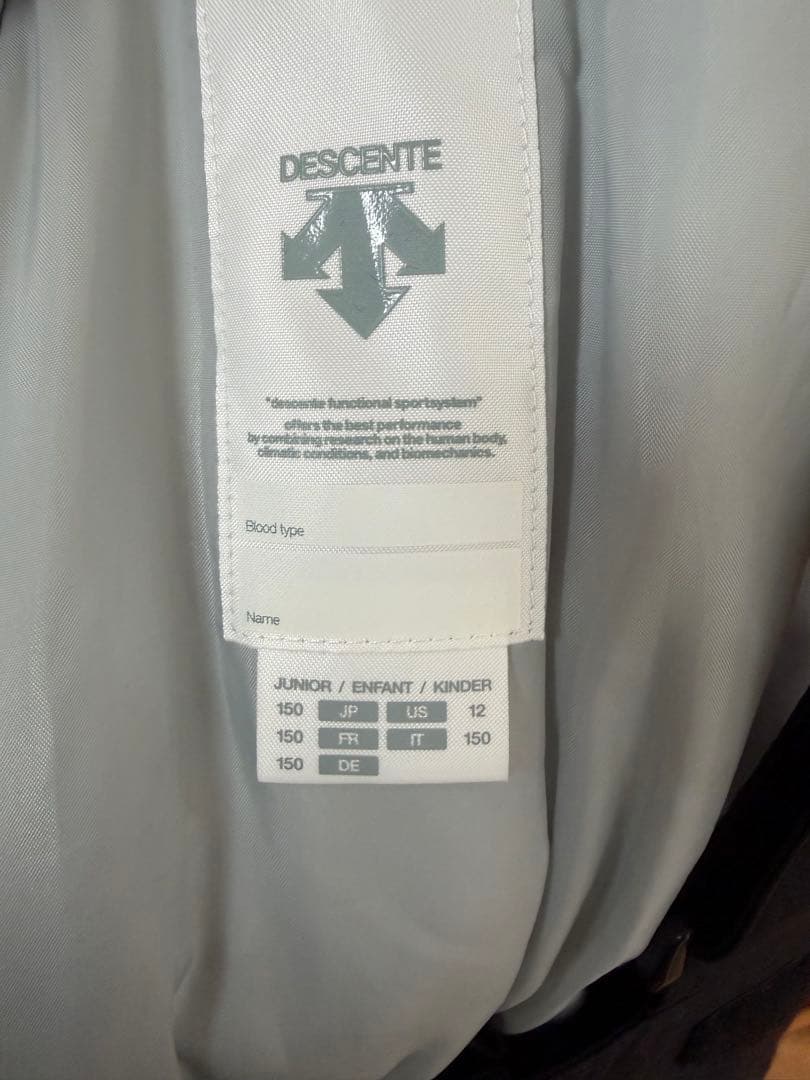 DESCENTE
"descente functional sportsystem"
offers the best performance
by combining research on the human body,
climatic conditions, and biomechanics.
Blood type
Name
JUNIOR / ENFANT / KINDER
150 JP US 12
150 FR IT 150
150 DE